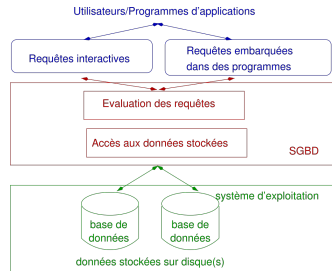 Utilisateurs/Programmes d'applications
Requêtes interactives
Requêtes embarquées
dans des programmes
Evaluation des requêtes
Accès aux données stockées
SGBD
système d'exploitation
base de
données
base de
données
données stockées sur disque(s)